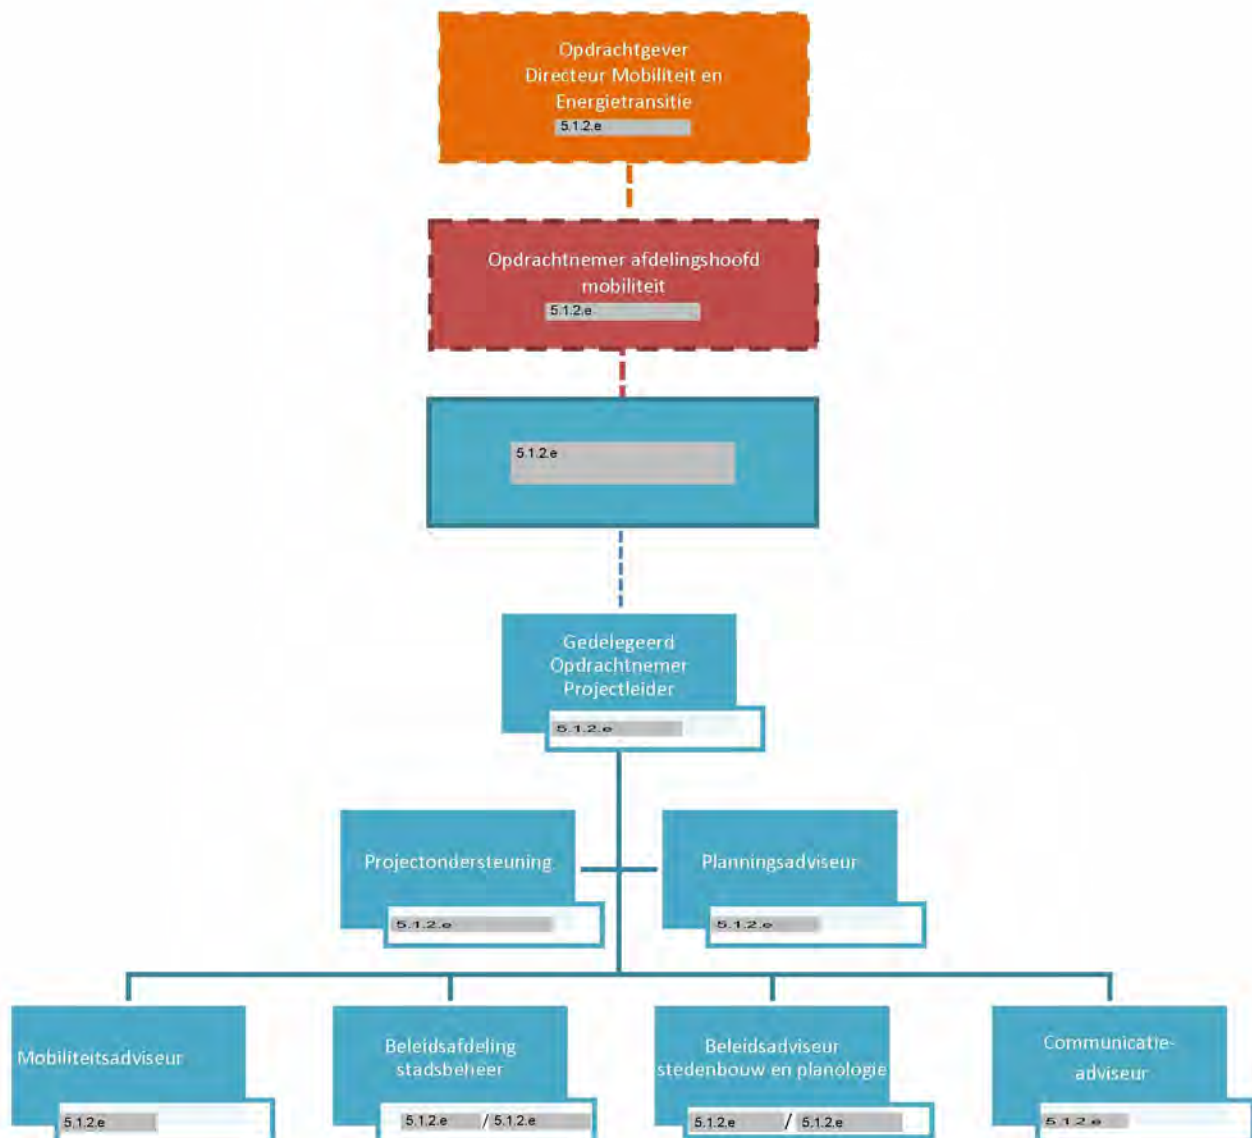 Opdrachtgever
Directeur Mobiliteit en
Energietransitie
5.1.2.e
Opdrachtnemer afdelingshoofd
mobiliteit
5.1.2.e
5.1.2.e
Gedelegeerd
Opdrachtnemer
Projectleider
5.1.2.e
Projectondersteuning
5.1.2.e
Planningsadviseur
5.1.2.e
Mobiliteitsadviseur
5.1.2.e
Beleidsafdeling
stadsbeheer
5.1.2.e / 5.1.2.e
Beleidsadviseur
stedenbouw en planologie
5.1.2.e / 5.1.2.e
Communicatie-
adviseur
5.1.2.e